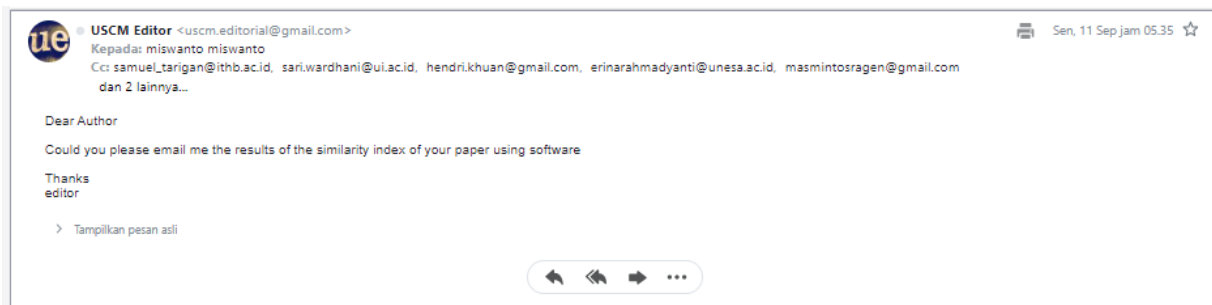 ue
USCM Editor <uscm.editorial@gmail.com>
Sen, 11 Sep jam 05.35
Kepada: miswanto miswanto
Cc: samuel_tarigan@ithb.ac.id, sari.wardhani@ui.ac.id, hendri.khuan@gmail.com, erinarahmadyanti@unesa.ac.id, masmintosragen@gmail.com
dan 2 lainnya...
Dear Author
Could you please email me the results of the similarity index of your paper using software
Thanks
editor
Tampilkan pesan asli